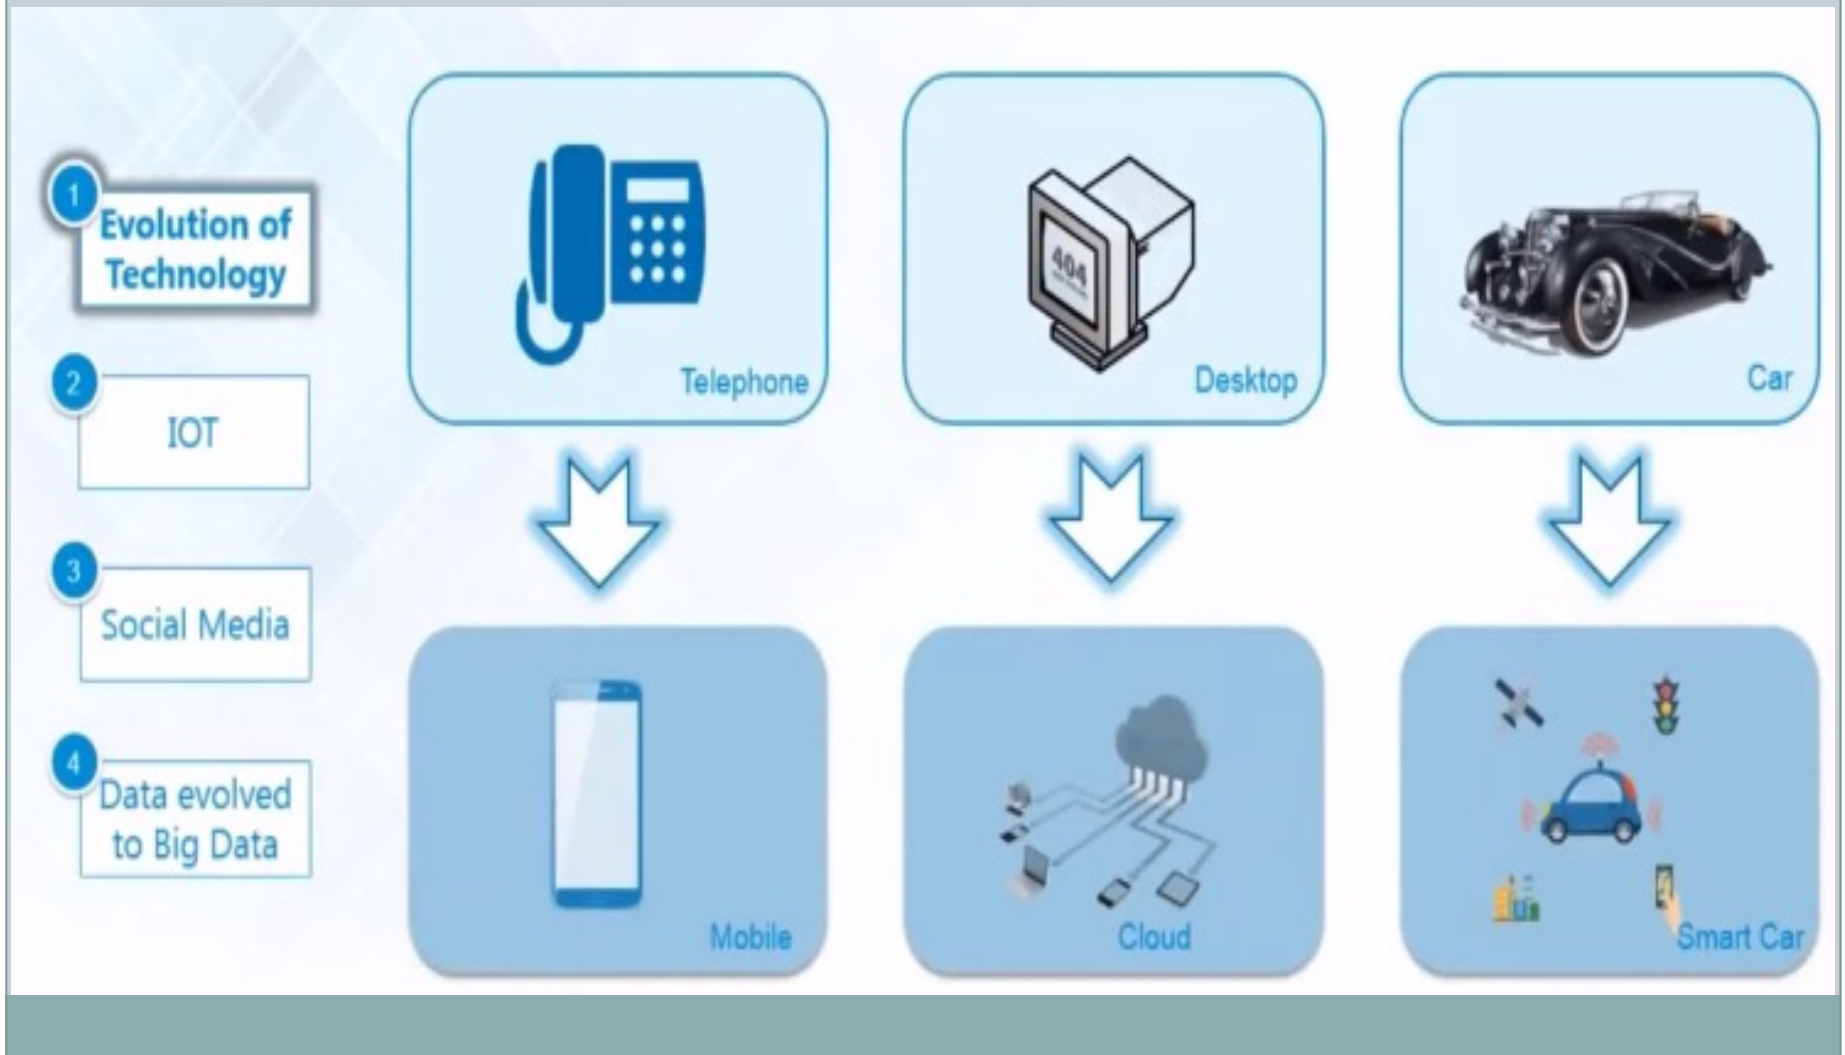 1
Evolution of
Technology
2
IOT
3
Social Media
4
Data evolved
to Big Data
Telephone
404
Desktop
Car
Mobile
Cloud
Smart Car